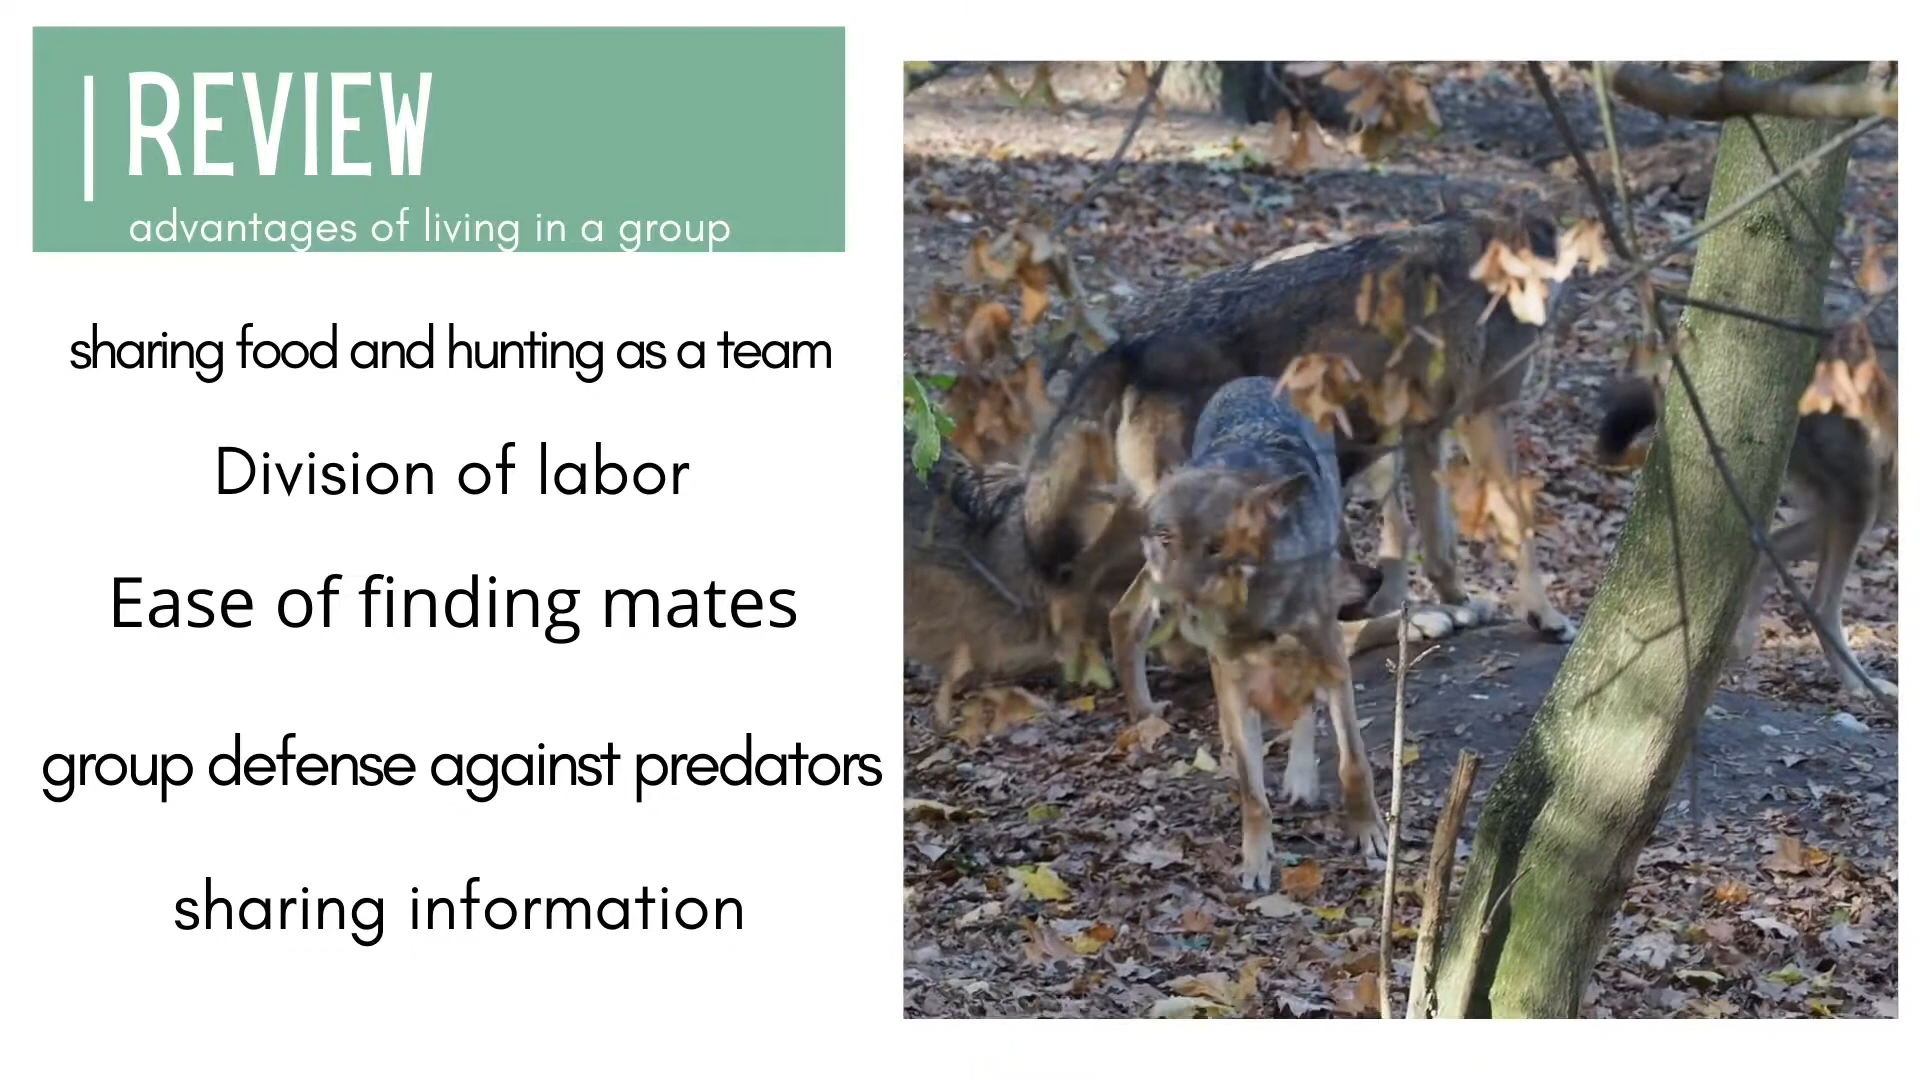 REVIEW
advantages of living in a group
sharing food and hunting as a team
Division of labor
Ease of finding mates
group defense against predators
sharing information